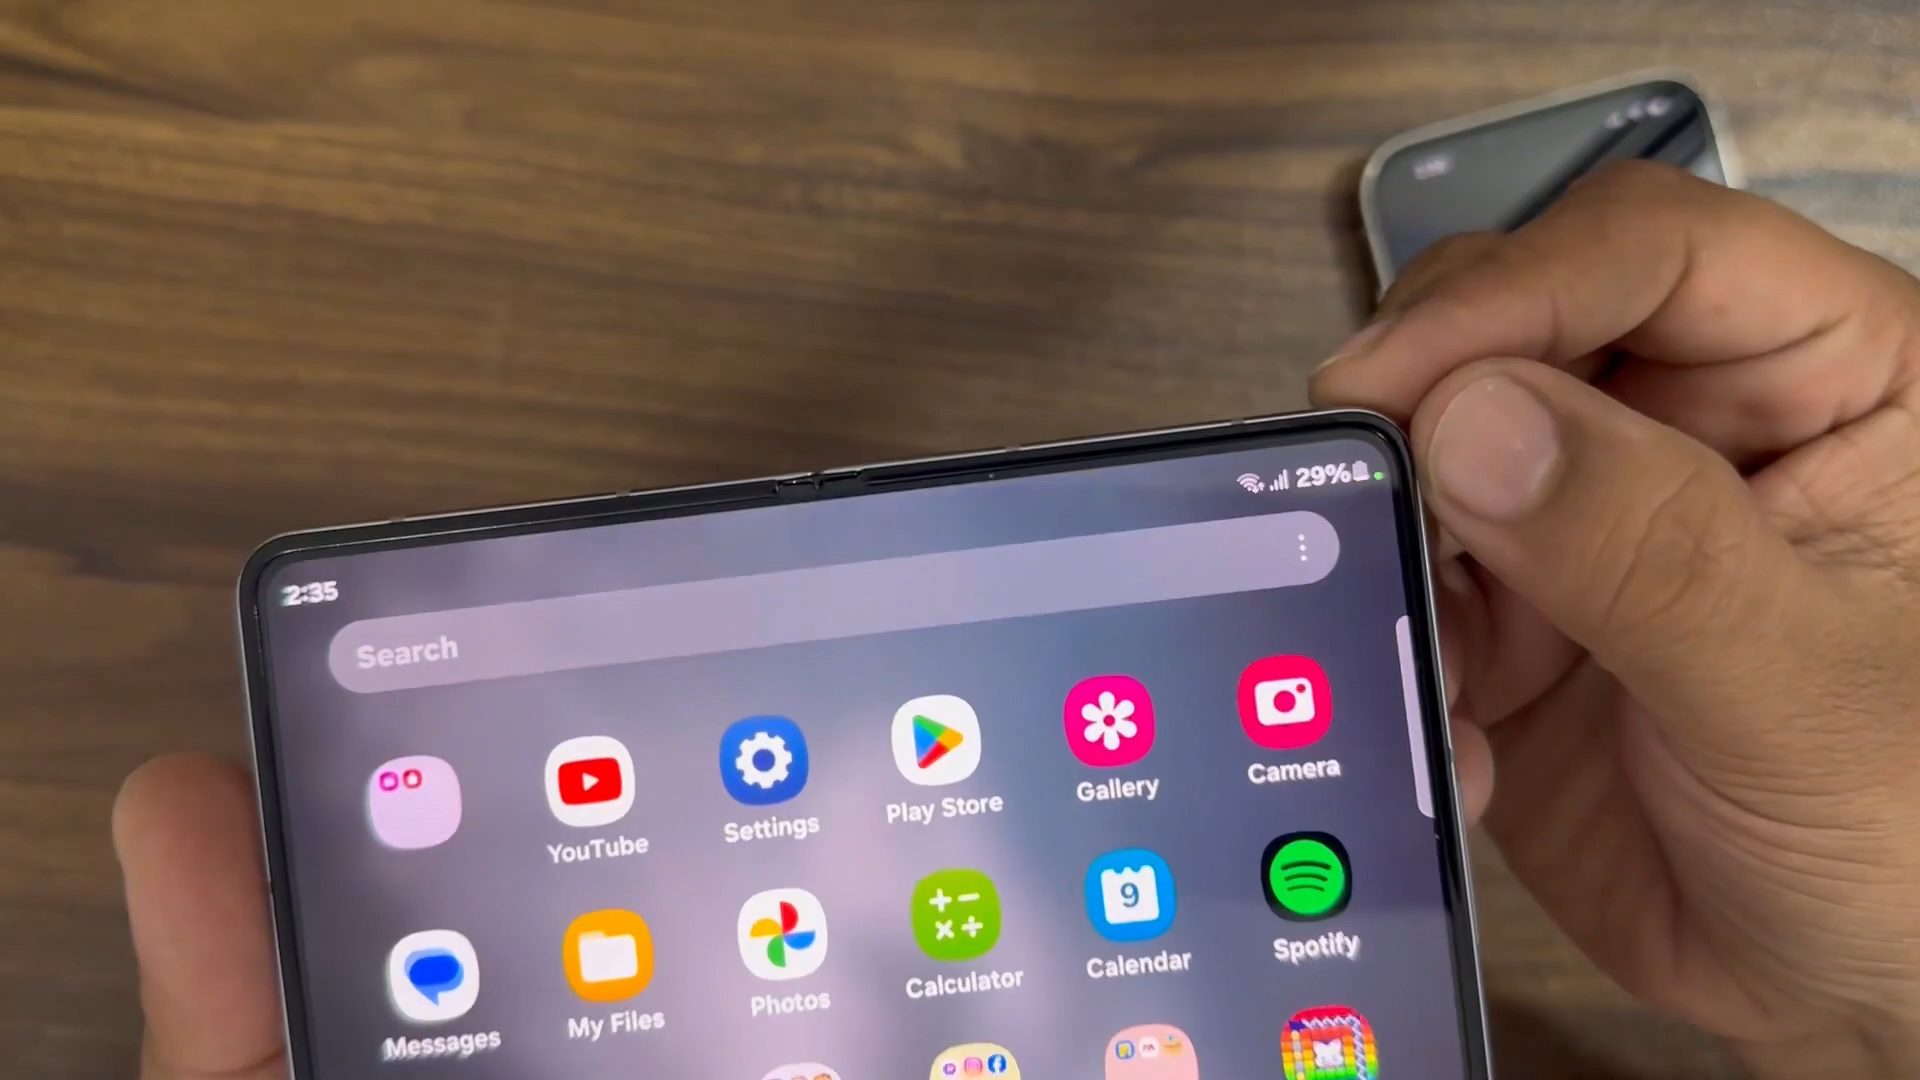 2:35
29%
Search
YouTube
Settings
Play Store
Gallery
Camera
Messages
My Files
Photos
Calculator
9
Calendar
Spotify